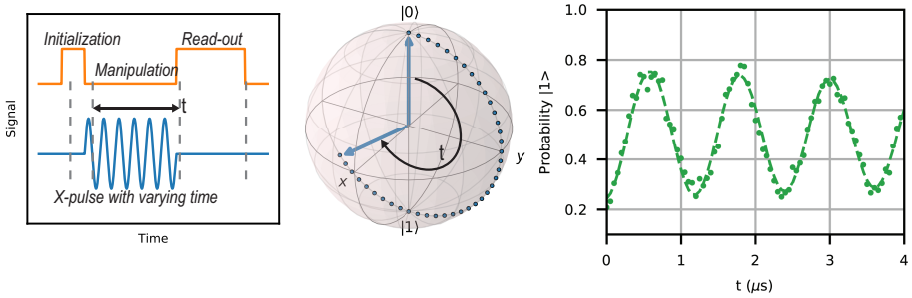 Initialization
Read-out
Manipulation
t
X-pulse with varying time
Signal
Time
|0⟩
t
x
y
|1⟩
1.0
0.8
0.6
0.4
0.2
Probability |1>
0 1 2 3 4
t (μs)